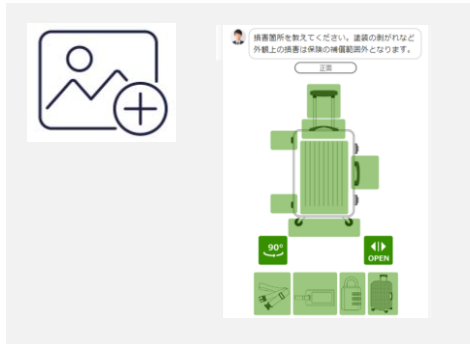 損害箇所を教えてください。塗装の剥がれなど
外観上の損害は保険の補償範囲外となります。
正面
90°
OPEN